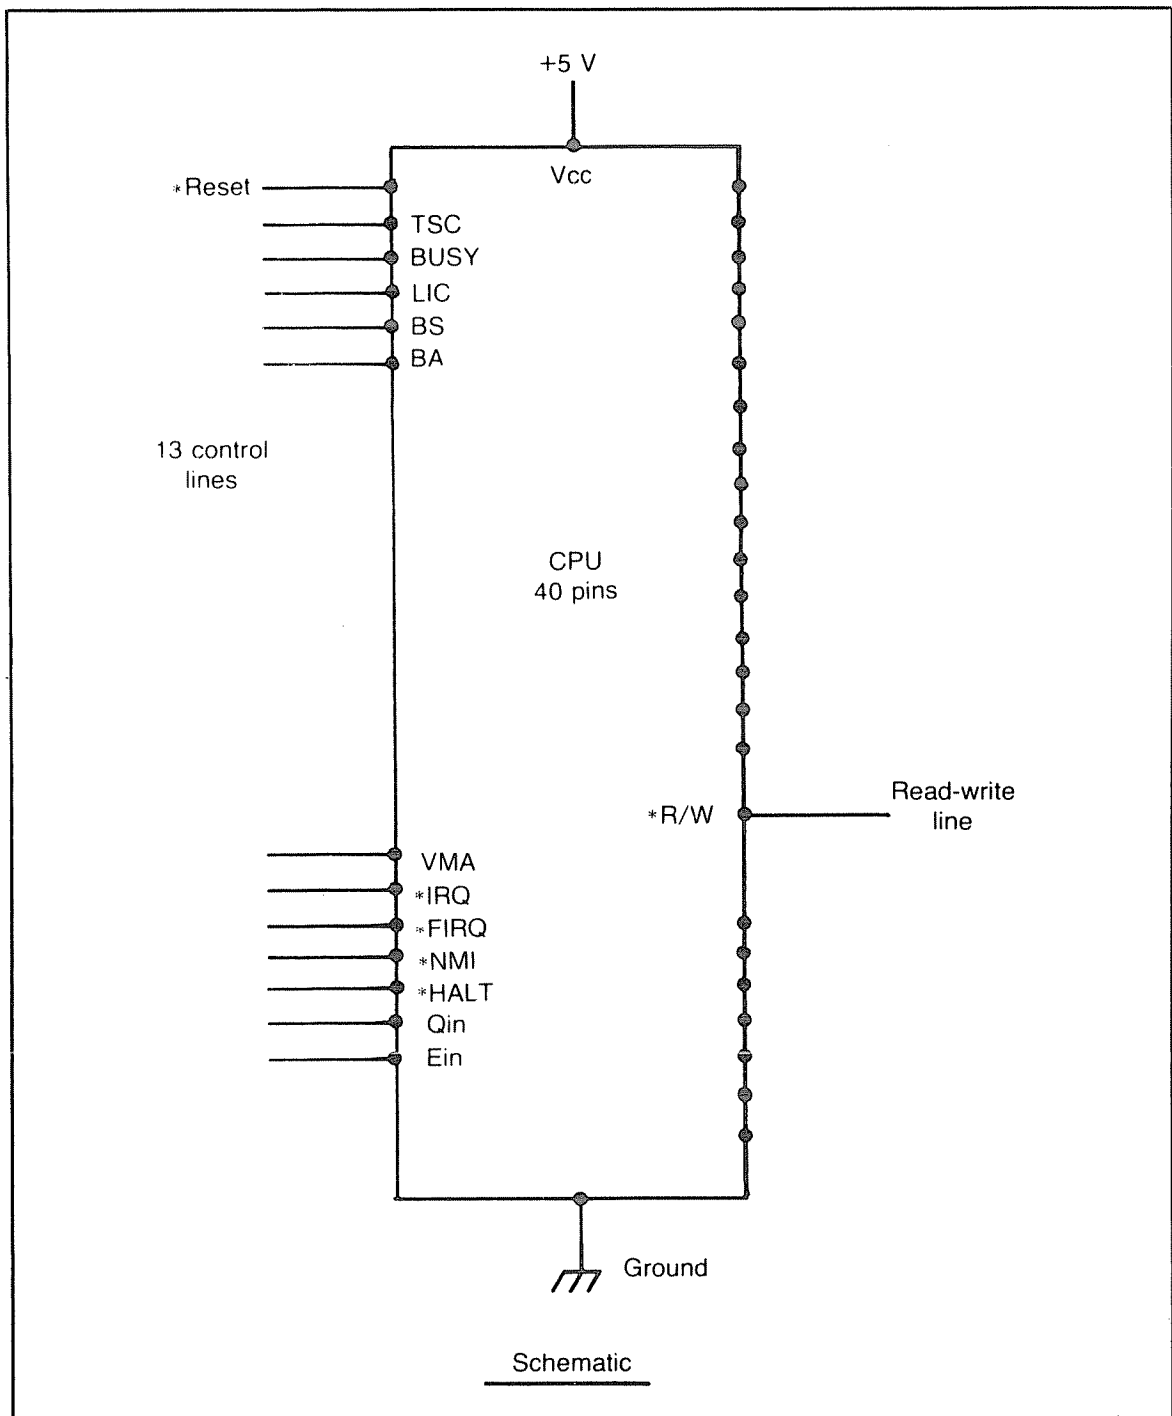 +5 V
Vcc
*Reset
TSC
BUSY
LIC
BS
BA
13 control
lines
CPU
40 pins
*R/W
Read-write
line
VMA
*IRQ
*FIRQ
*NMI
*HALT
Qin
Ein
Ground
Schematic